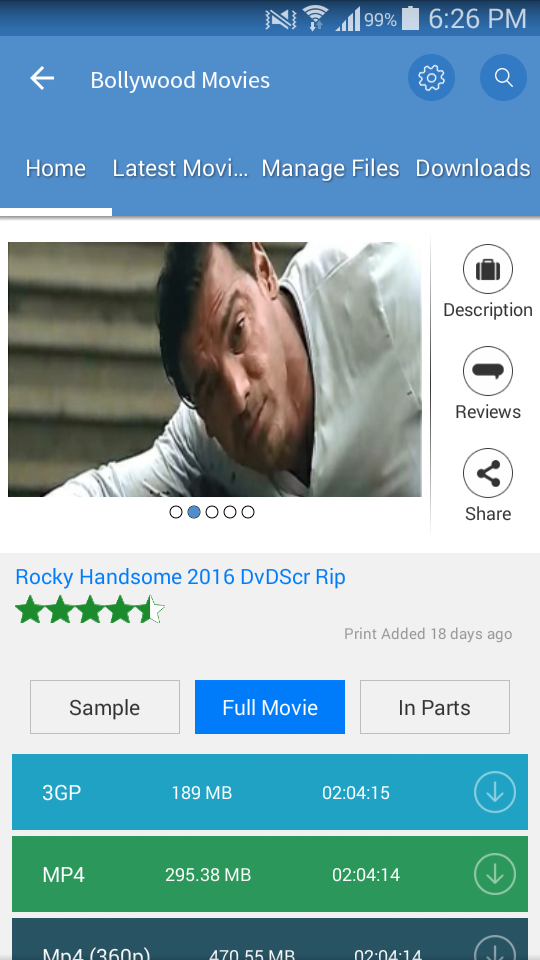 99% 6:26 PM
Bollywood Movies
Home Latest Movi... Manage Files Downloads
Description
Reviews
Share
Rocky Handsome 2016 DvDScr Rip
Print Added 18 days ago
Sample Full Movie In Parts
3GP 189 MB 02:04:15
MP4 295.38 MB 02:04:14
Mp4 (360p) 470.55 MB 02:04:14